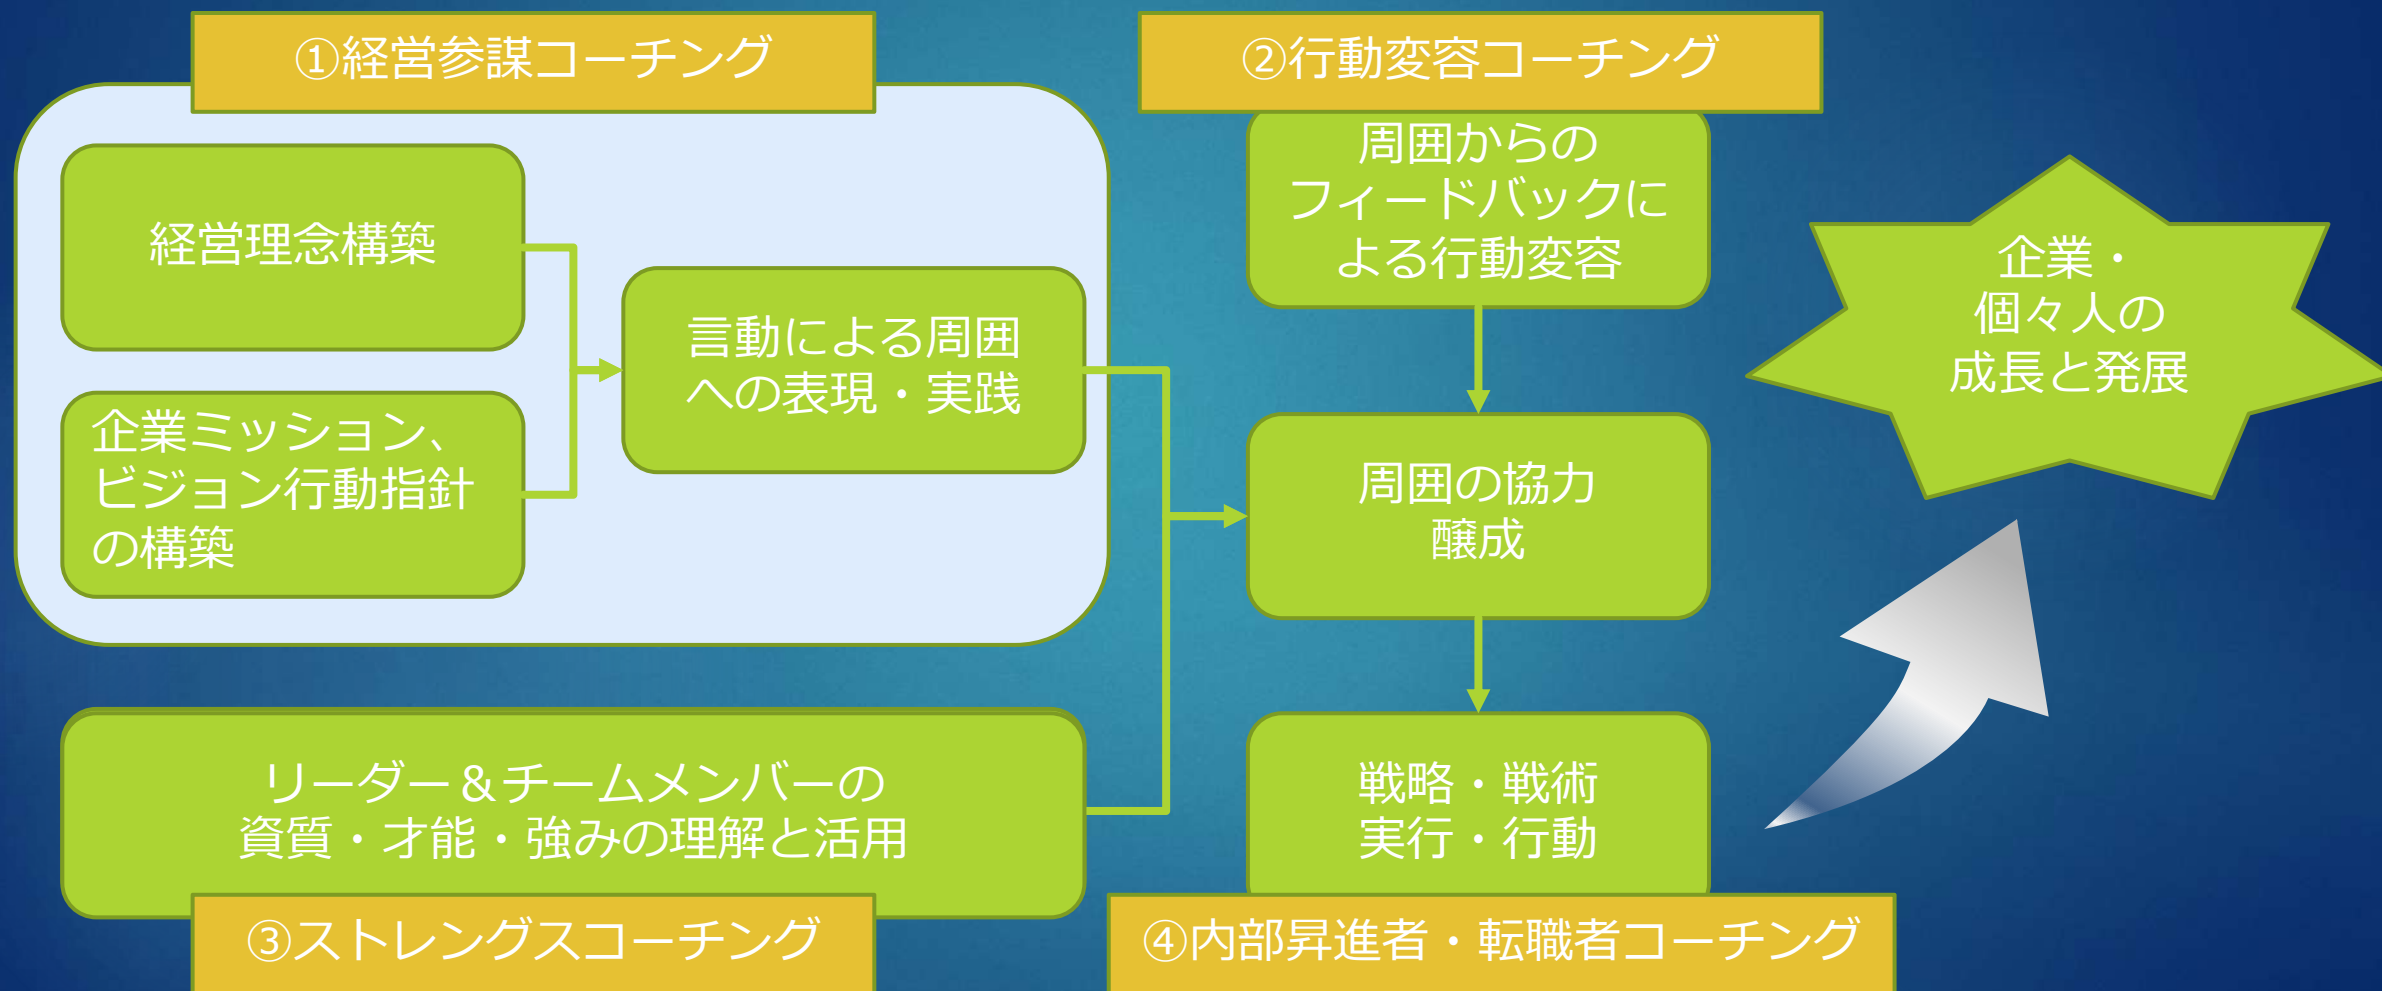 ①経営参謀コーチング
②行動変容コーチング
経営理念構築
企業ミッション、
ビジョン行動指針
の構築
言動による周囲
への表現・実践
周囲からの
フィードバックに
よる行動変容
周囲の協力
醸成
戦略・戦術
実行・行動
企業・
個々人の
成長と発展
リーダー＆チームメンバーの
資質・才能・強みの理解と活用
③ストレングスコーチング
④内部昇進者・転職者コーチング